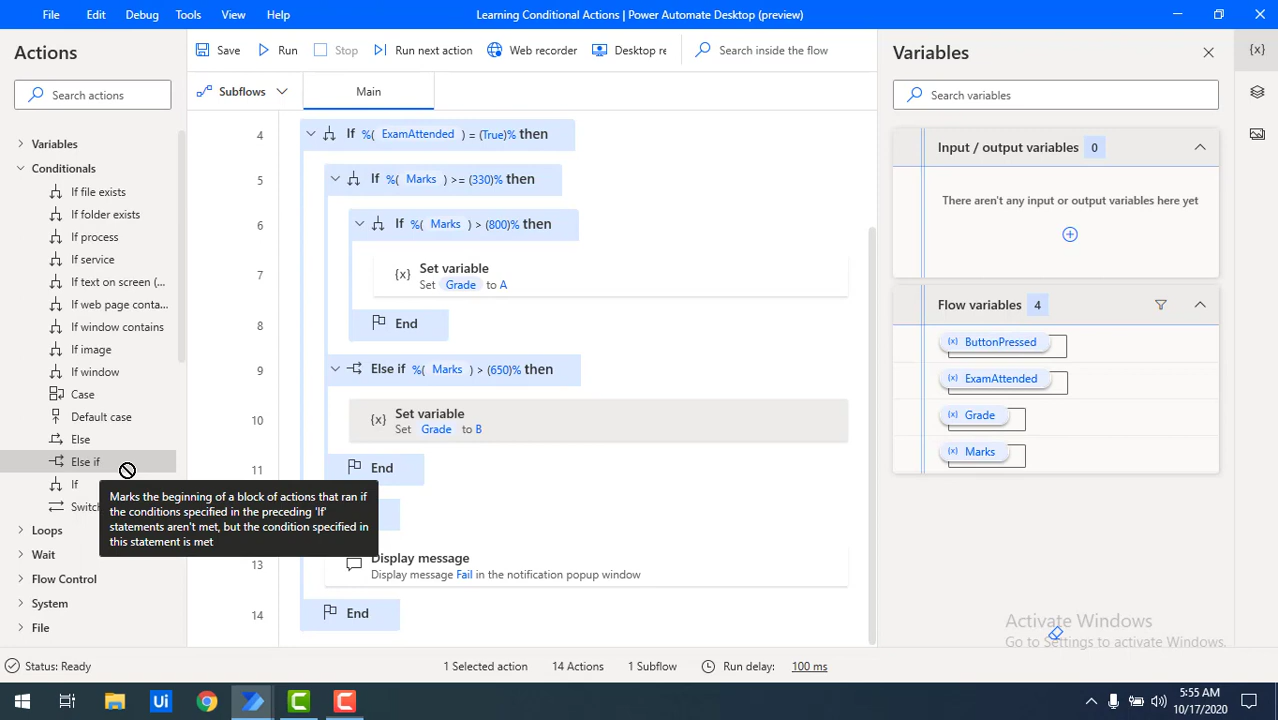 File Edit Debug Tools View Help
Learning Conditional Actions | Power Automate Desktop (preview)
Actions
Search actions
Variables
Conditionals
If file exists
If folder exists
If process
If service
If text on screen (...
If web page conta...
If window contains
If image
If window
Case
Default case
Else
Else if
If
Switch
Marks the beginning of a block of actions that ran if
the conditions specified in the preceding 'If'
statements aren't met, but the condition specified in
this statement is met
Loops
Wait
Flow Control
System
File
Save Run Stop Run next action Web recorder Desktop re Search inside the flow
Subflows Main
4 If %( ExamAttended ) = (True)% then
5 If %( Marks ) >= (330)% then
6 If %( Marks ) > (800)% then
7 {x} Set variable
Set Grade to A
8 End
9 Else if %( Marks ) > (650)% then
10 {x} Set variable
Set Grade to B
11 End
13 Display message
Display message Fail in the notification popup window
14 End
Variables
{x}
Search variables
Input / output variables 0
There aren't any input or output variables here yet
Flow variables 4
(x) ButtonPressed
(x) ExamAttended
(x) Grade
(x) Marks
Activate Windows
Go to Settings to activate Windows.
Status: Ready 1 Selected action 14 Actions 1 Subflow Run delay: 100 ms
Ui
C
C
5:55 AM
10/17/2020